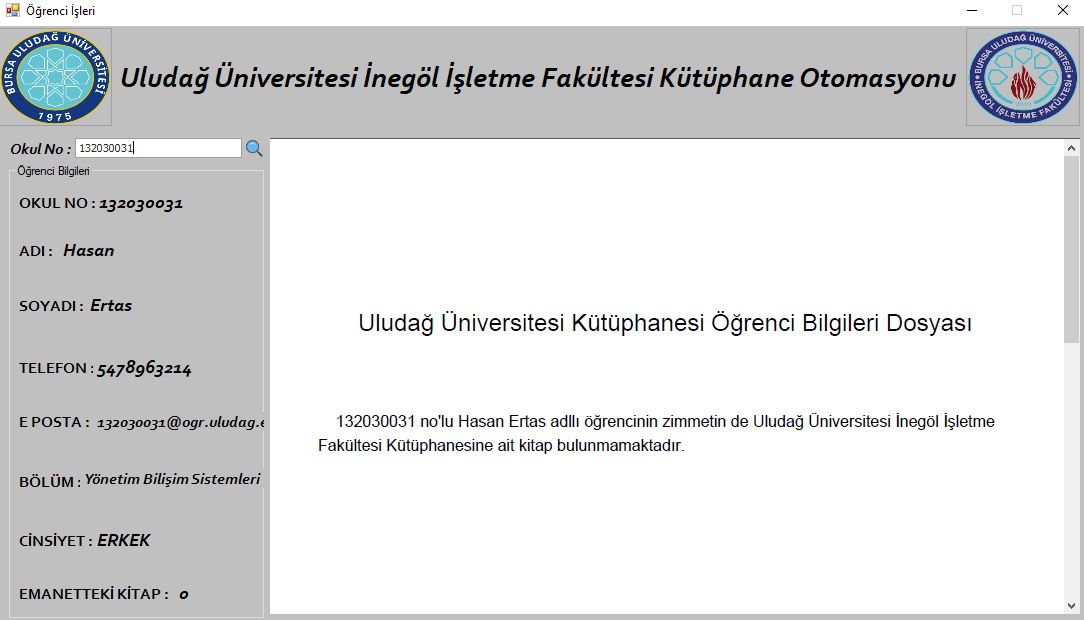 Öğrenci İşleri
BURSA ULUDAĞ ÜNİVERSİTESİ
1975
Uludağ Üniversitesi İnegöl İşletme Fakültesi Kütüphane Otomasyonu
BURSA ULUDAĞ ÜNİVERSİTESİ
İNEGÖL İŞLETME FAKÜLTESİ
Okul No : 132030031
Öğrenci Bilgileri
OKUL NO : 132030031
ADI : Hasan
SOYADI : Ertas
TELEFON : 5478963214
E POSTA : 132030031@ogr.uludag.e
BÖLÜM : Yönetim Bilişim Sistemleri
CİNSİYET : ERKEK
EMANETTEKİ KİTAP : 0
Uludağ Üniversitesi Kütüphanesi Öğrenci Bilgileri Dosyası
132030031 no'lu Hasan Ertas adllı öğrencinin zimmetin de Uludağ Üniversitesi İnegöl İşletme
Fakültesi Kütüphanesine ait kitap bulunmamaktadır.